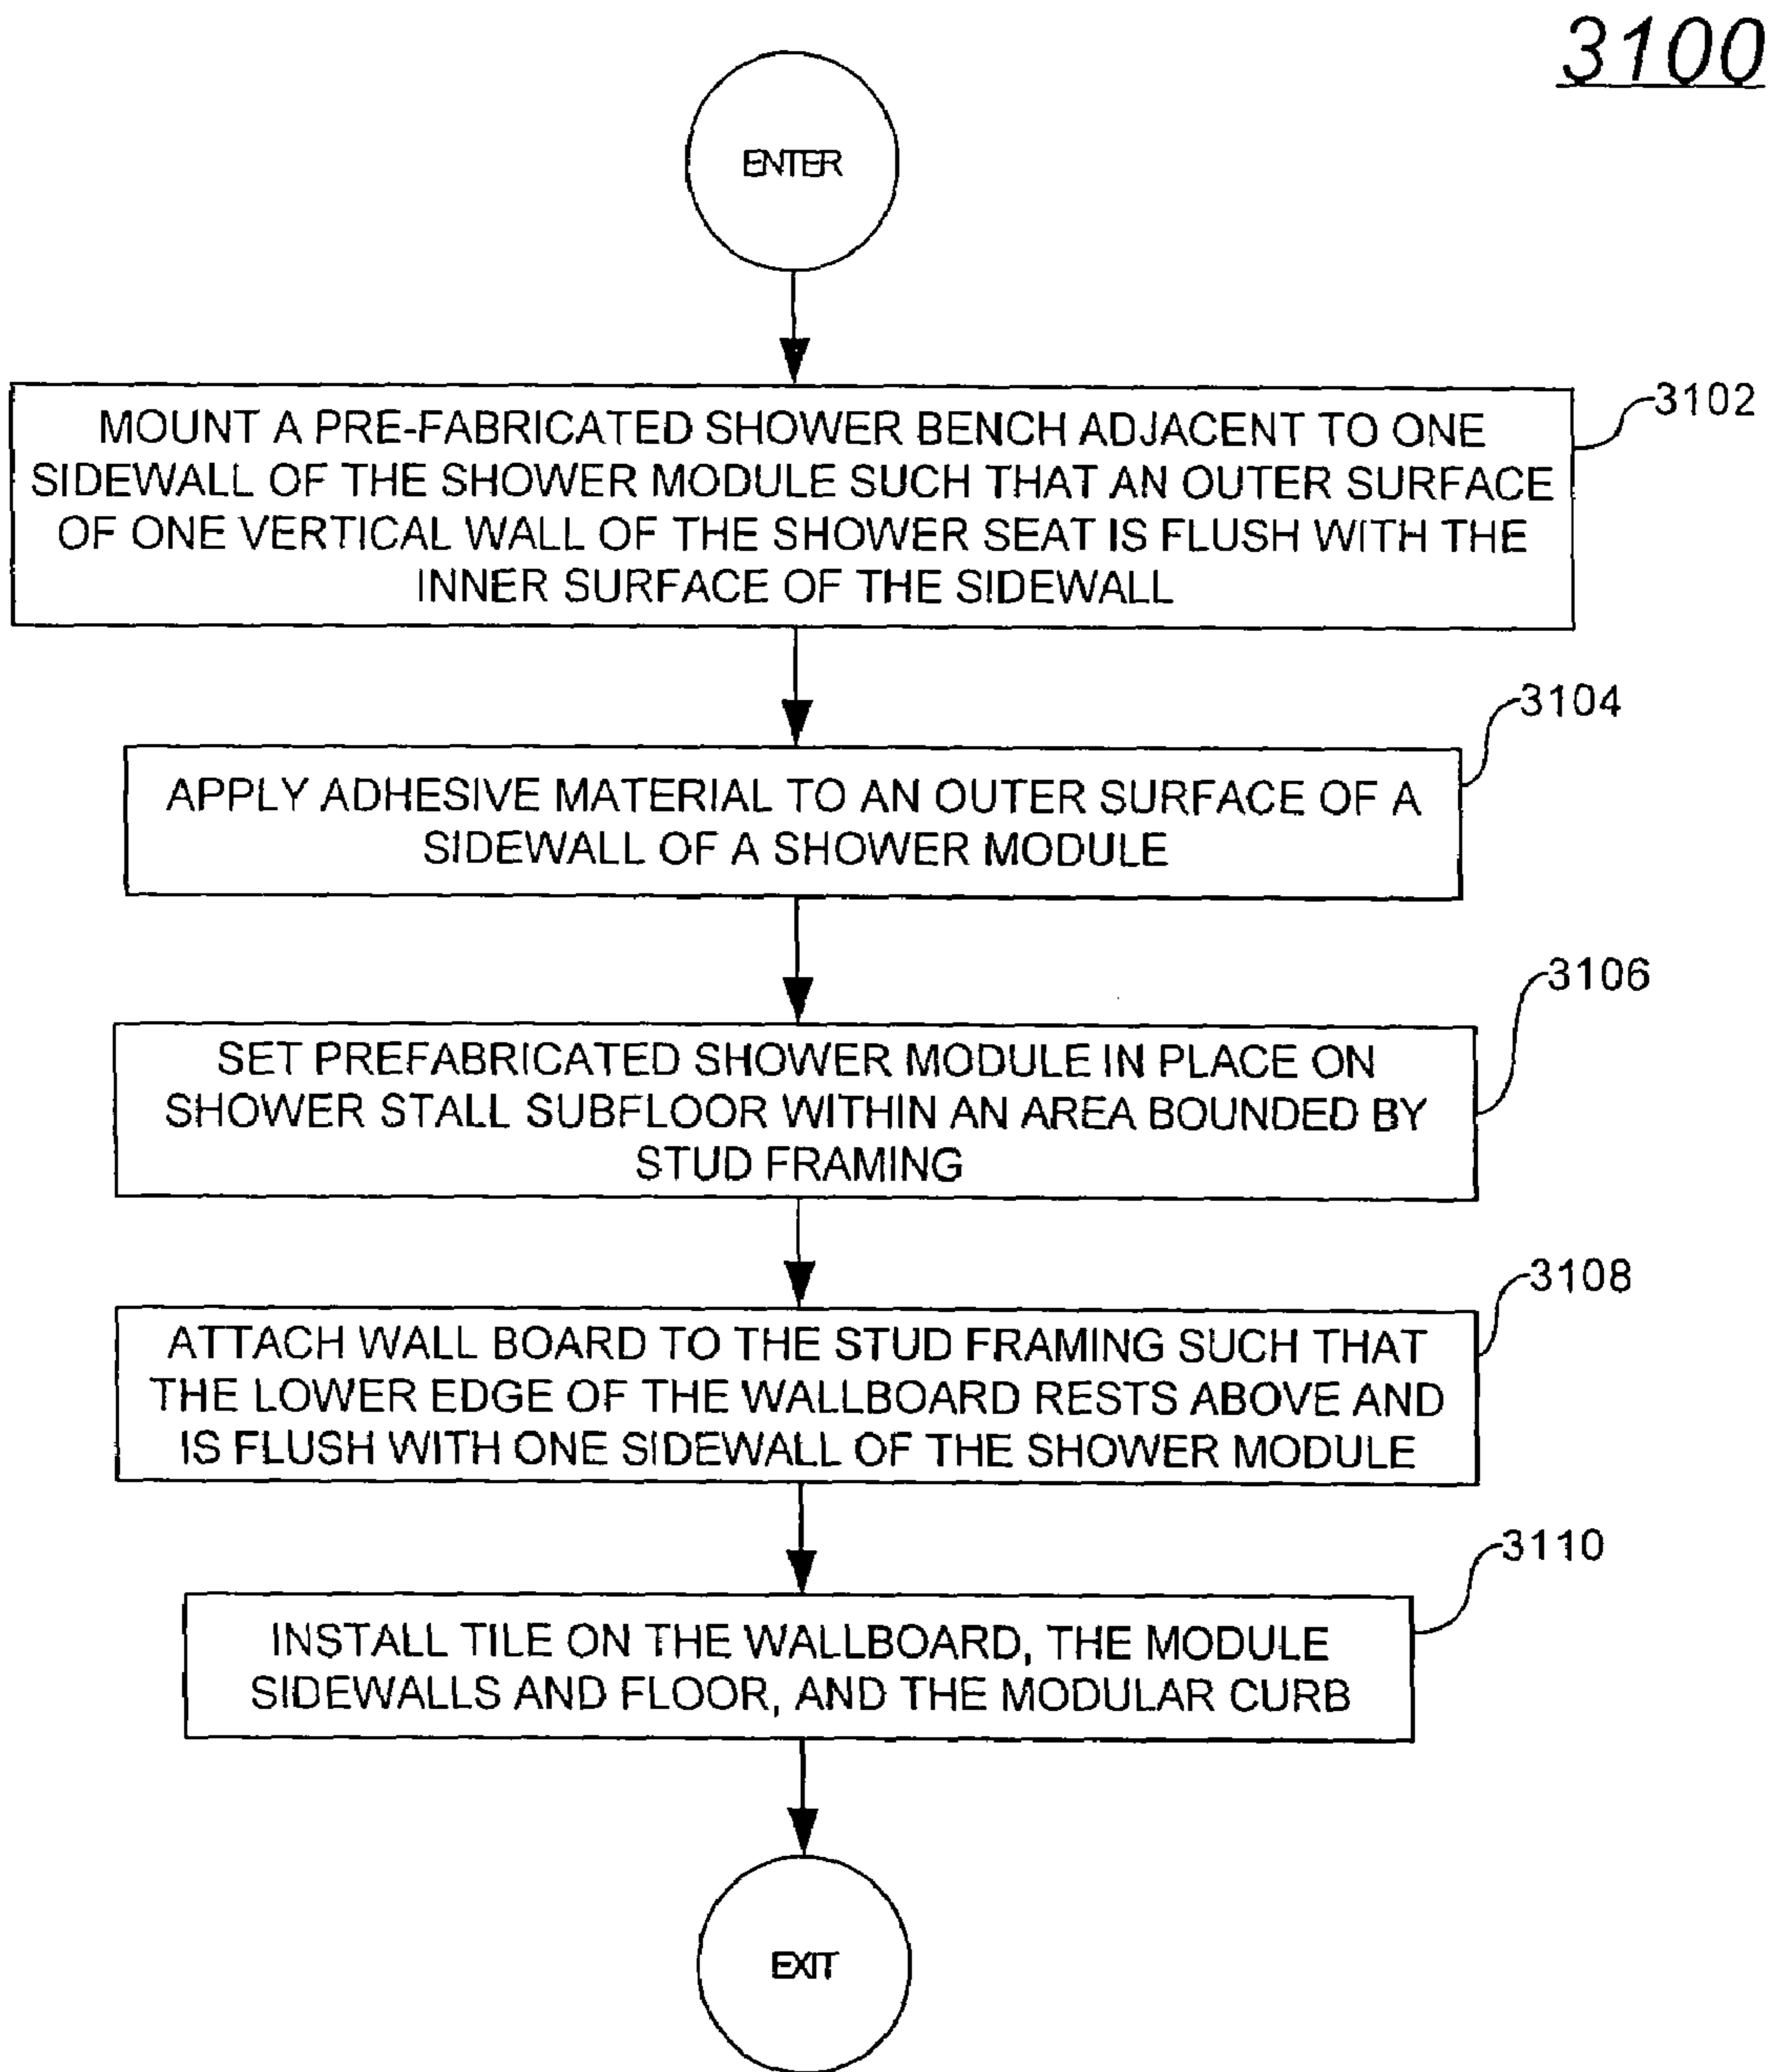 3100
ENTER
MOUNT A PRE-FABRICATED SHOWER BENCH ADJACENT TO ONE
SIDEWALL OF THE SHOWER MODULE SUCH THAT AN OUTER SURFACE
OF ONE VERTICAL WALL OF THE SHOWER SEAT IS FLUSH WITH THE
INNER SURFACE OF THE SIDEWALL
3102
APPLY ADHESIVE MATERIAL TO AN OUTER SURFACE OF A
SIDEWALL OF A SHOWER MODULE
3104
SET PREFABRICATED SHOWER MODULE IN PLACE ON
SHOWER STALL SUBFLOOR WITHIN AN AREA BOUNDED BY
STUD FRAMING
3106
ATTACH WALL BOARD TO THE STUD FRAMING SUCH THAT
THE LOWER EDGE OF THE WALLBOARD RESTS ABOVE AND
IS FLUSH WITH ONE SIDEWALL OF THE SHOWER MODULE
3108
INSTALL TILE ON THE WALLBOARD, THE MODULE
SIDEWALLS AND FLOOR, AND THE MODULAR CURB
3110
EXIT